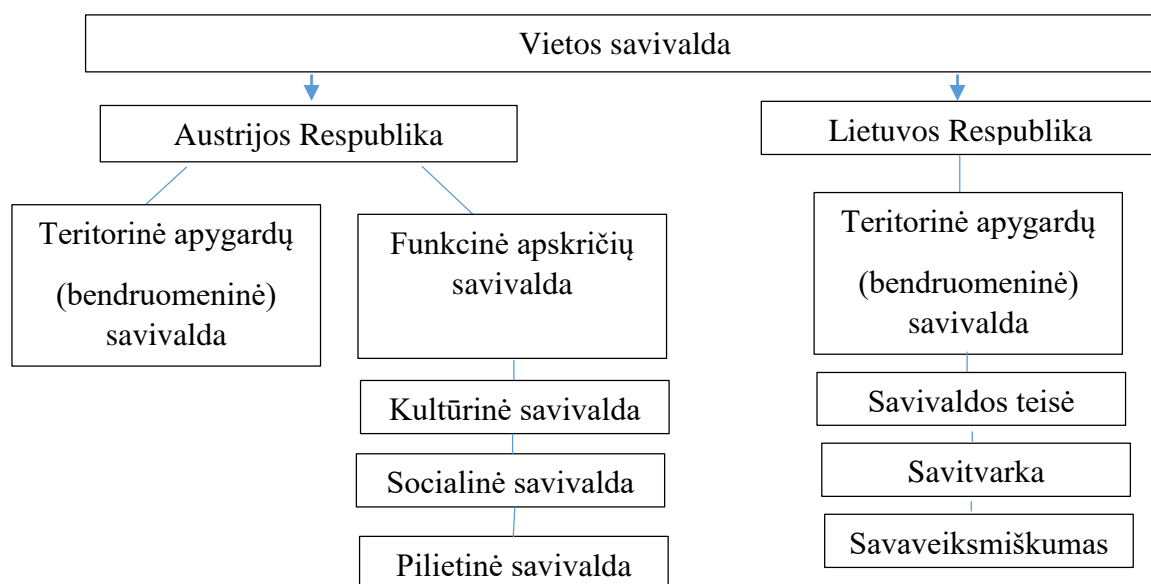 Vietos savivalda
Austrijos Respublika
Lietuvos Respublika
Teritorinė apygardų
(bendruomeninė)
savivalda
Funkcinė apskričių
savivalda
Kultūrinė savivalda
Socialinė savivalda
Pilietinė savivalda
Teritorinė apygardų
(bendruomeninė)
savivalda
Savivaldos teisė
Savitvarka
Savaveiksmiškumas